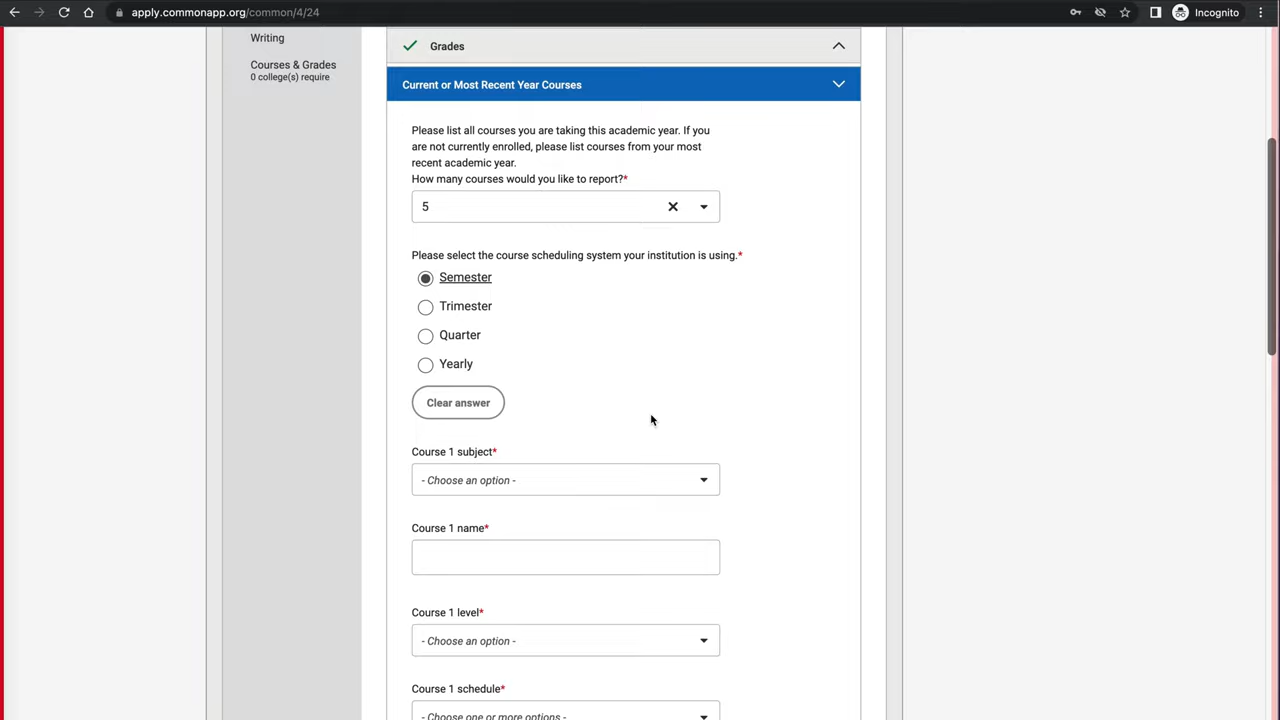 apply.commonapp.org/common/4/24
Incognito
Writing
Courses & Grades
0 college(s) require
Grades
Current or Most Recent Year Courses
Please list all courses you are taking this academic year. If you
are not currently enrolled, please list courses from your most
recent academic year.
How many courses would you like to report?*
5
Please select the course scheduling system your institution is using.*
Semester
Trimester
Quarter
Yearly
Clear answer
Course 1 subject*
- Choose an option -
Course 1 name*
Course 1 level*
- Choose an option -
Course 1 schedule*
- Choose one or more options -